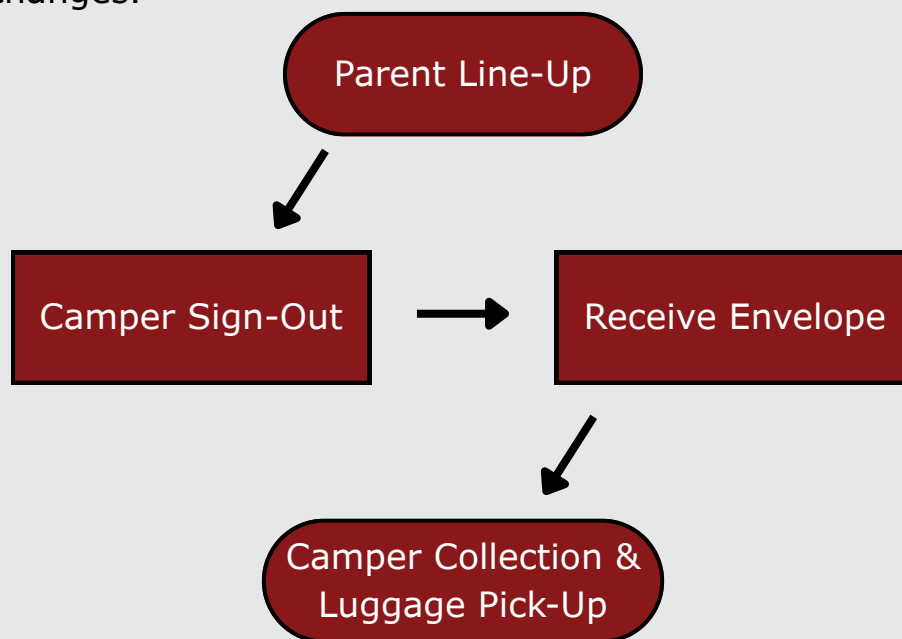 Parent Line-Up
Camper Sign-Out
Receive Envelope
Camper Collection &
Luggage Pick-Up